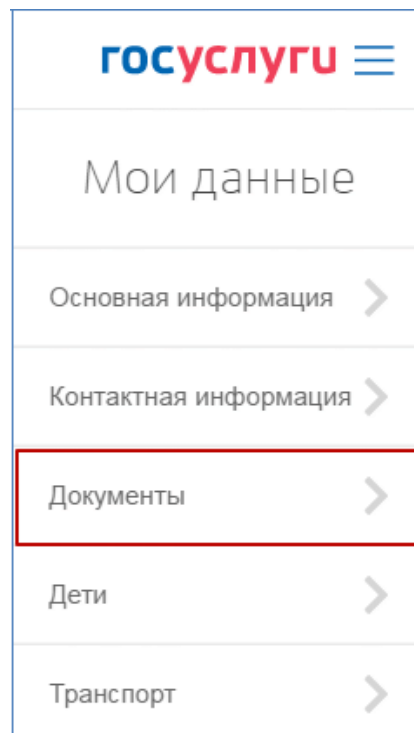 госуслуги
Мои данные
Основная информация
Контактная информация
Документы
Дети
Транспорт